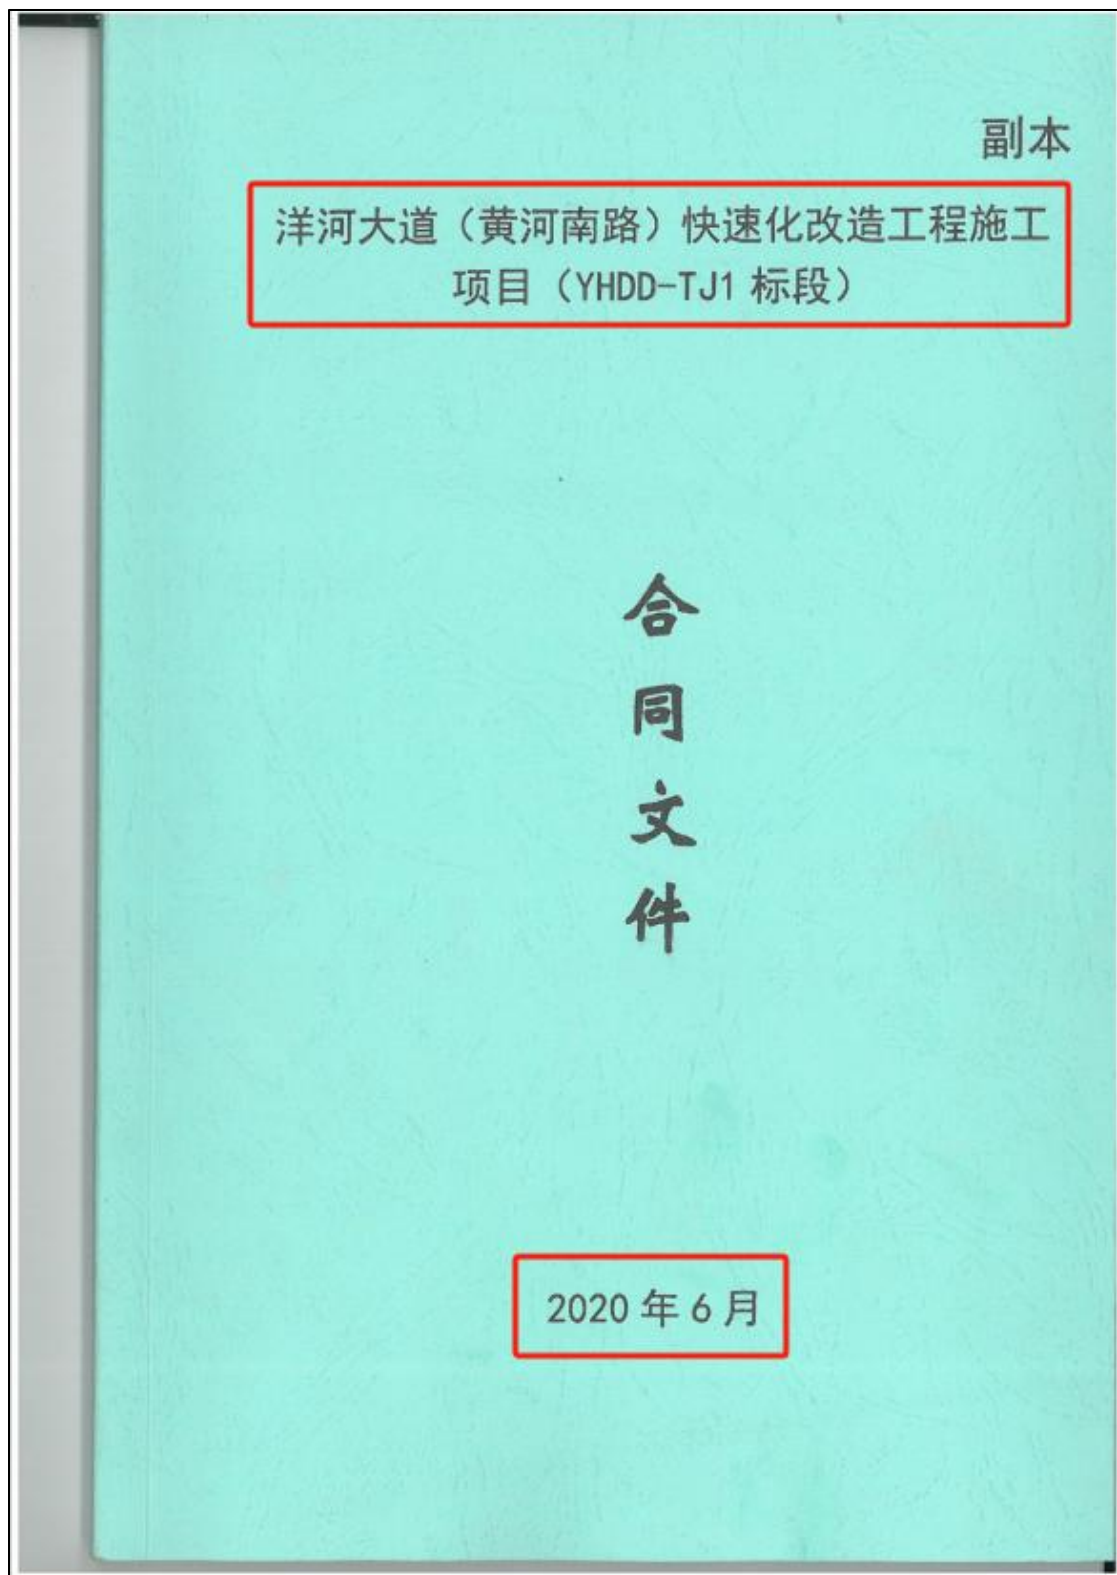 副本
洋河大道（黄河南路）快速化改造工程施工
项目（YHDD-TJ1 标段）
合
同
文
件
2020 年 6 月